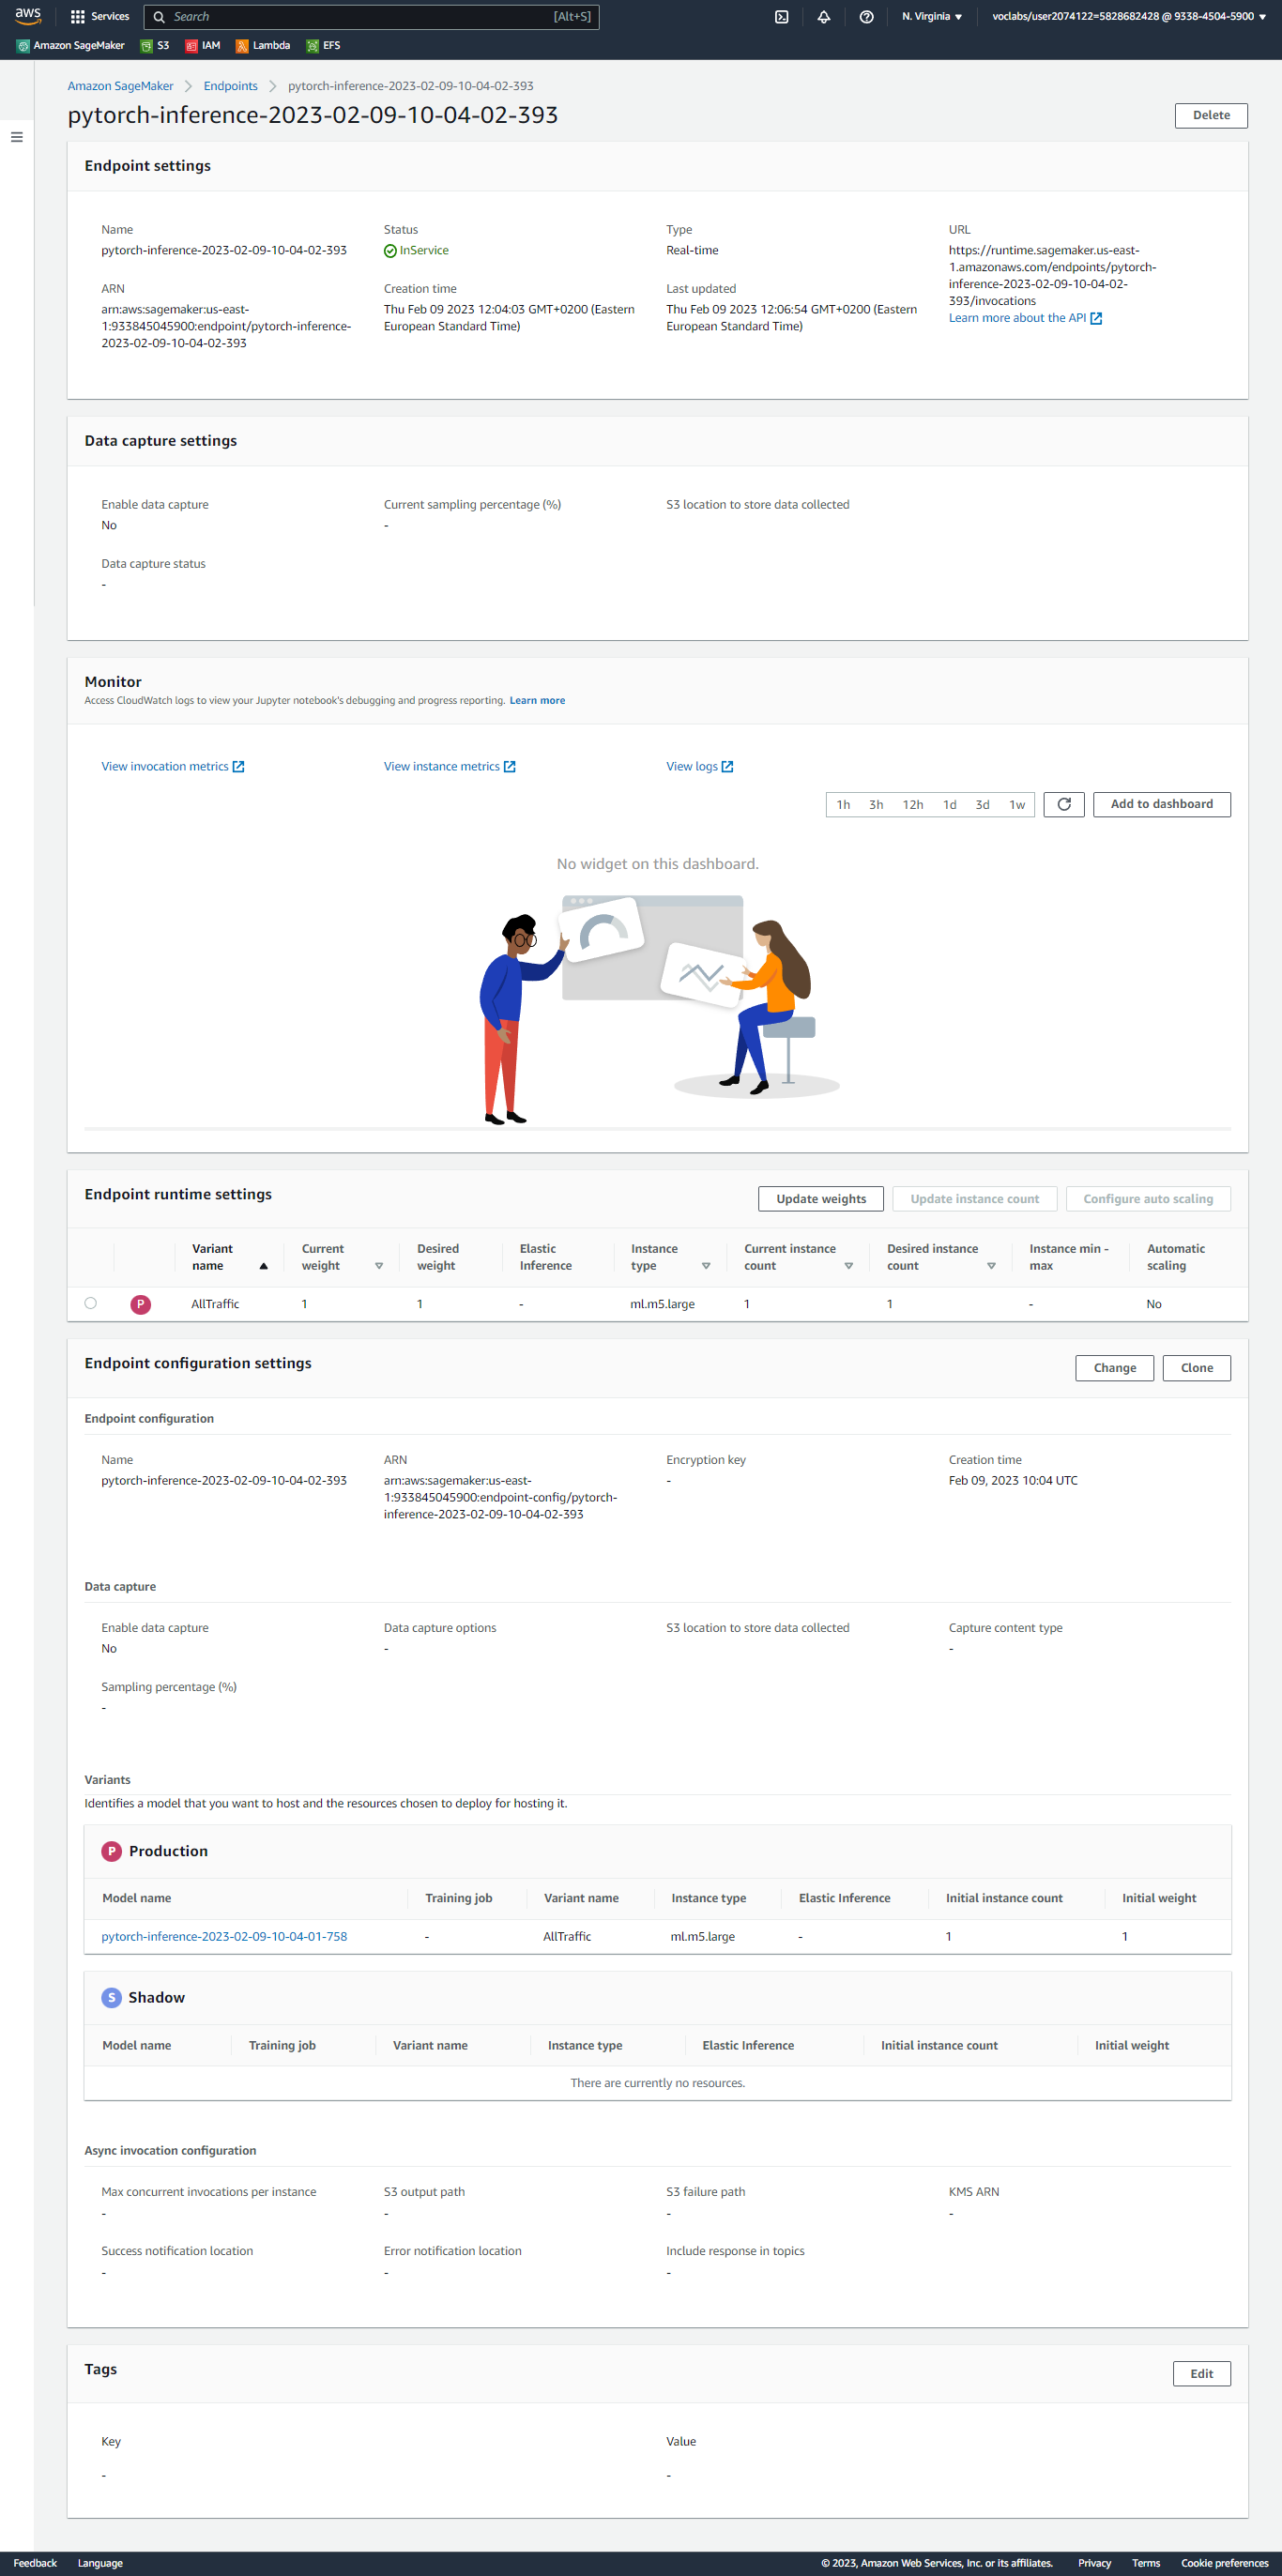 aws Services Search [Alt+S] N. Virginia ▼ voclabs/user2074122=5828682428 @ 9338-4504-5900 ▼
Amazon SageMaker S3 IAM Lambda EFS
Amazon SageMaker > Endpoints > pytorch-inference-2023-02-09-10-04-02-393
pytorch-inference-2023-02-09-10-04-02-393 Delete
Endpoint settings
Name
pytorch-inference-2023-02-09-10-04-02-393
ARN
arn:aws:sagemaker:us-east-
1:933845045900:endpoint/pytorch-inference-
2023-02-09-10-04-02-393
Status
InService
Creation time
Thu Feb 09 2023 12:04:03 GMT+0200 (Eastern
European Standard Time)
Type
Real-time
Last updated
Thu Feb 09 2023 12:06:54 GMT+0200 (Eastern
European Standard Time)
URL
https://runtime.sagemaker.us-east-
1.amazonaws.com/endpoints/pytorch-
inference-2023-02-09-10-04-02-
393/invocations
Learn more about the API
Data capture settings
Enable data capture
No
Data capture status
-
Current sampling percentage (%)
-
S3 location to store data collected
Monitor
Access CloudWatch logs to view your Jupyter notebook's debugging and progress reporting. Learn more
View invocation metrics View instance metrics View logs
1h 3h 12h 1d 3d 1w Add to dashboard
No widget on this dashboard.
Endpoint runtime settings Update weights Update instance count Configure auto scaling
Variant name Current weight Desired weight Elastic Inference Instance type Current instance count Desired instance count Instance min - max Automatic scaling
P AllTraffic 1 1 - ml.m5.large 1 1 - No
Endpoint configuration settings Change Clone
Endpoint configuration
Name
pytorch-inference-2023-02-09-10-04-02-393
ARN
arn:aws:sagemaker:us-east-
1:933845045900:endpoint-config/pytorch-
inference-2023-02-09-10-04-02-393
Encryption key
-
Creation time
Feb 09, 2023 10:04 UTC
Data capture
Enable data capture
No
Sampling percentage (%)
-
Data capture options
-
S3 location to store data collected
Capture content type
-
Variants
Identifies a model that you want to host and the resources chosen to deploy for hosting it.
P Production
Model name Training job Variant name Instance type Elastic Inference Initial instance count Initial weight
pytorch-inference-2023-02-09-10-04-01-758 - AllTraffic ml.m5.large - 1 1
S Shadow
Model name Training job Variant name Instance type Elastic Inference Initial instance count Initial weight
There are currently no resources.
Async invocation configuration
Max concurrent invocations per instance
-
Success notification location
-
S3 output path
-
Error notification location
-
S3 failure path
-
Include response in topics
-
KMS ARN
-
Tags Edit
Key Value
- -
Feedback Language © 2023, Amazon Web Services, Inc. or its affiliates. Privacy Terms Cookie preferences